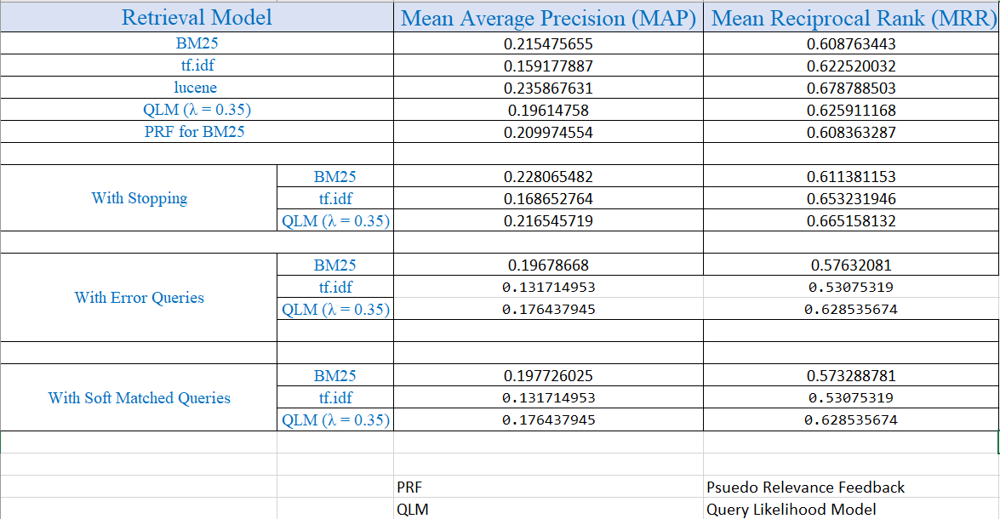 Retrieval Model Mean Average Precision (MAP) Mean Reciprocal Rank (MRR)
BM25 0.215475655 0.608763443
tf.idf 0.159177887 0.622520032
lucene 0.235867631 0.678788503
QLM (λ = 0.35) 0.19614758 0.625911168
PRF for BM25 0.209974554 0.608363287
With Stopping
BM25 0.228065482 0.611381153
tf.idf 0.168652764 0.653231946
QLM (λ = 0.35) 0.216545719 0.665158132
With Error Queries
BM25 0.19678668 0.57632081
tf.idf 0.131714953 0.53075319
QLM (λ = 0.35) 0.176437945 0.628535674
With Soft Matched Queries
BM25 0.197726025 0.573288781
tf.idf 0.131714953 0.53075319
QLM (λ = 0.35) 0.176437945 0.628535674
PRF Psuedo Relevance Feedback
QLM Query Likelihood Model